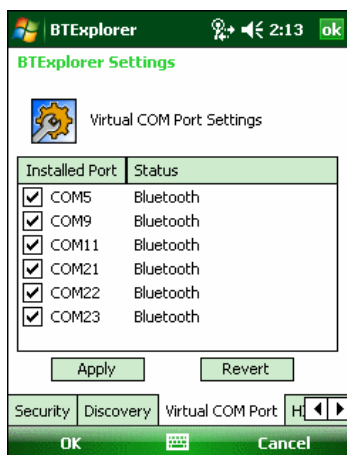 BTExplorer 2:13 ok
BTExplorer Settings
Virtual COM Port Settings
Installed Port Status
COM5 Bluetooth
COM9 Bluetooth
COM11 Bluetooth
COM21 Bluetooth
COM22 Bluetooth
COM23 Bluetooth
Apply Revert
Security Discovery Virtual COM Port
OK Cancel